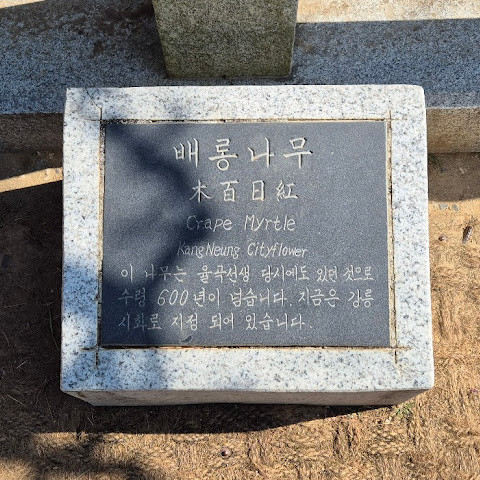 배롱나무
木百日紅
Crape Myrtle
KangNeung Cityflower
이 나무는 율곡선생 당시에도 있던 것으로
수령 600년이 넘습니다. 지금은 강릉
시화로 지정 되어 있습니다.